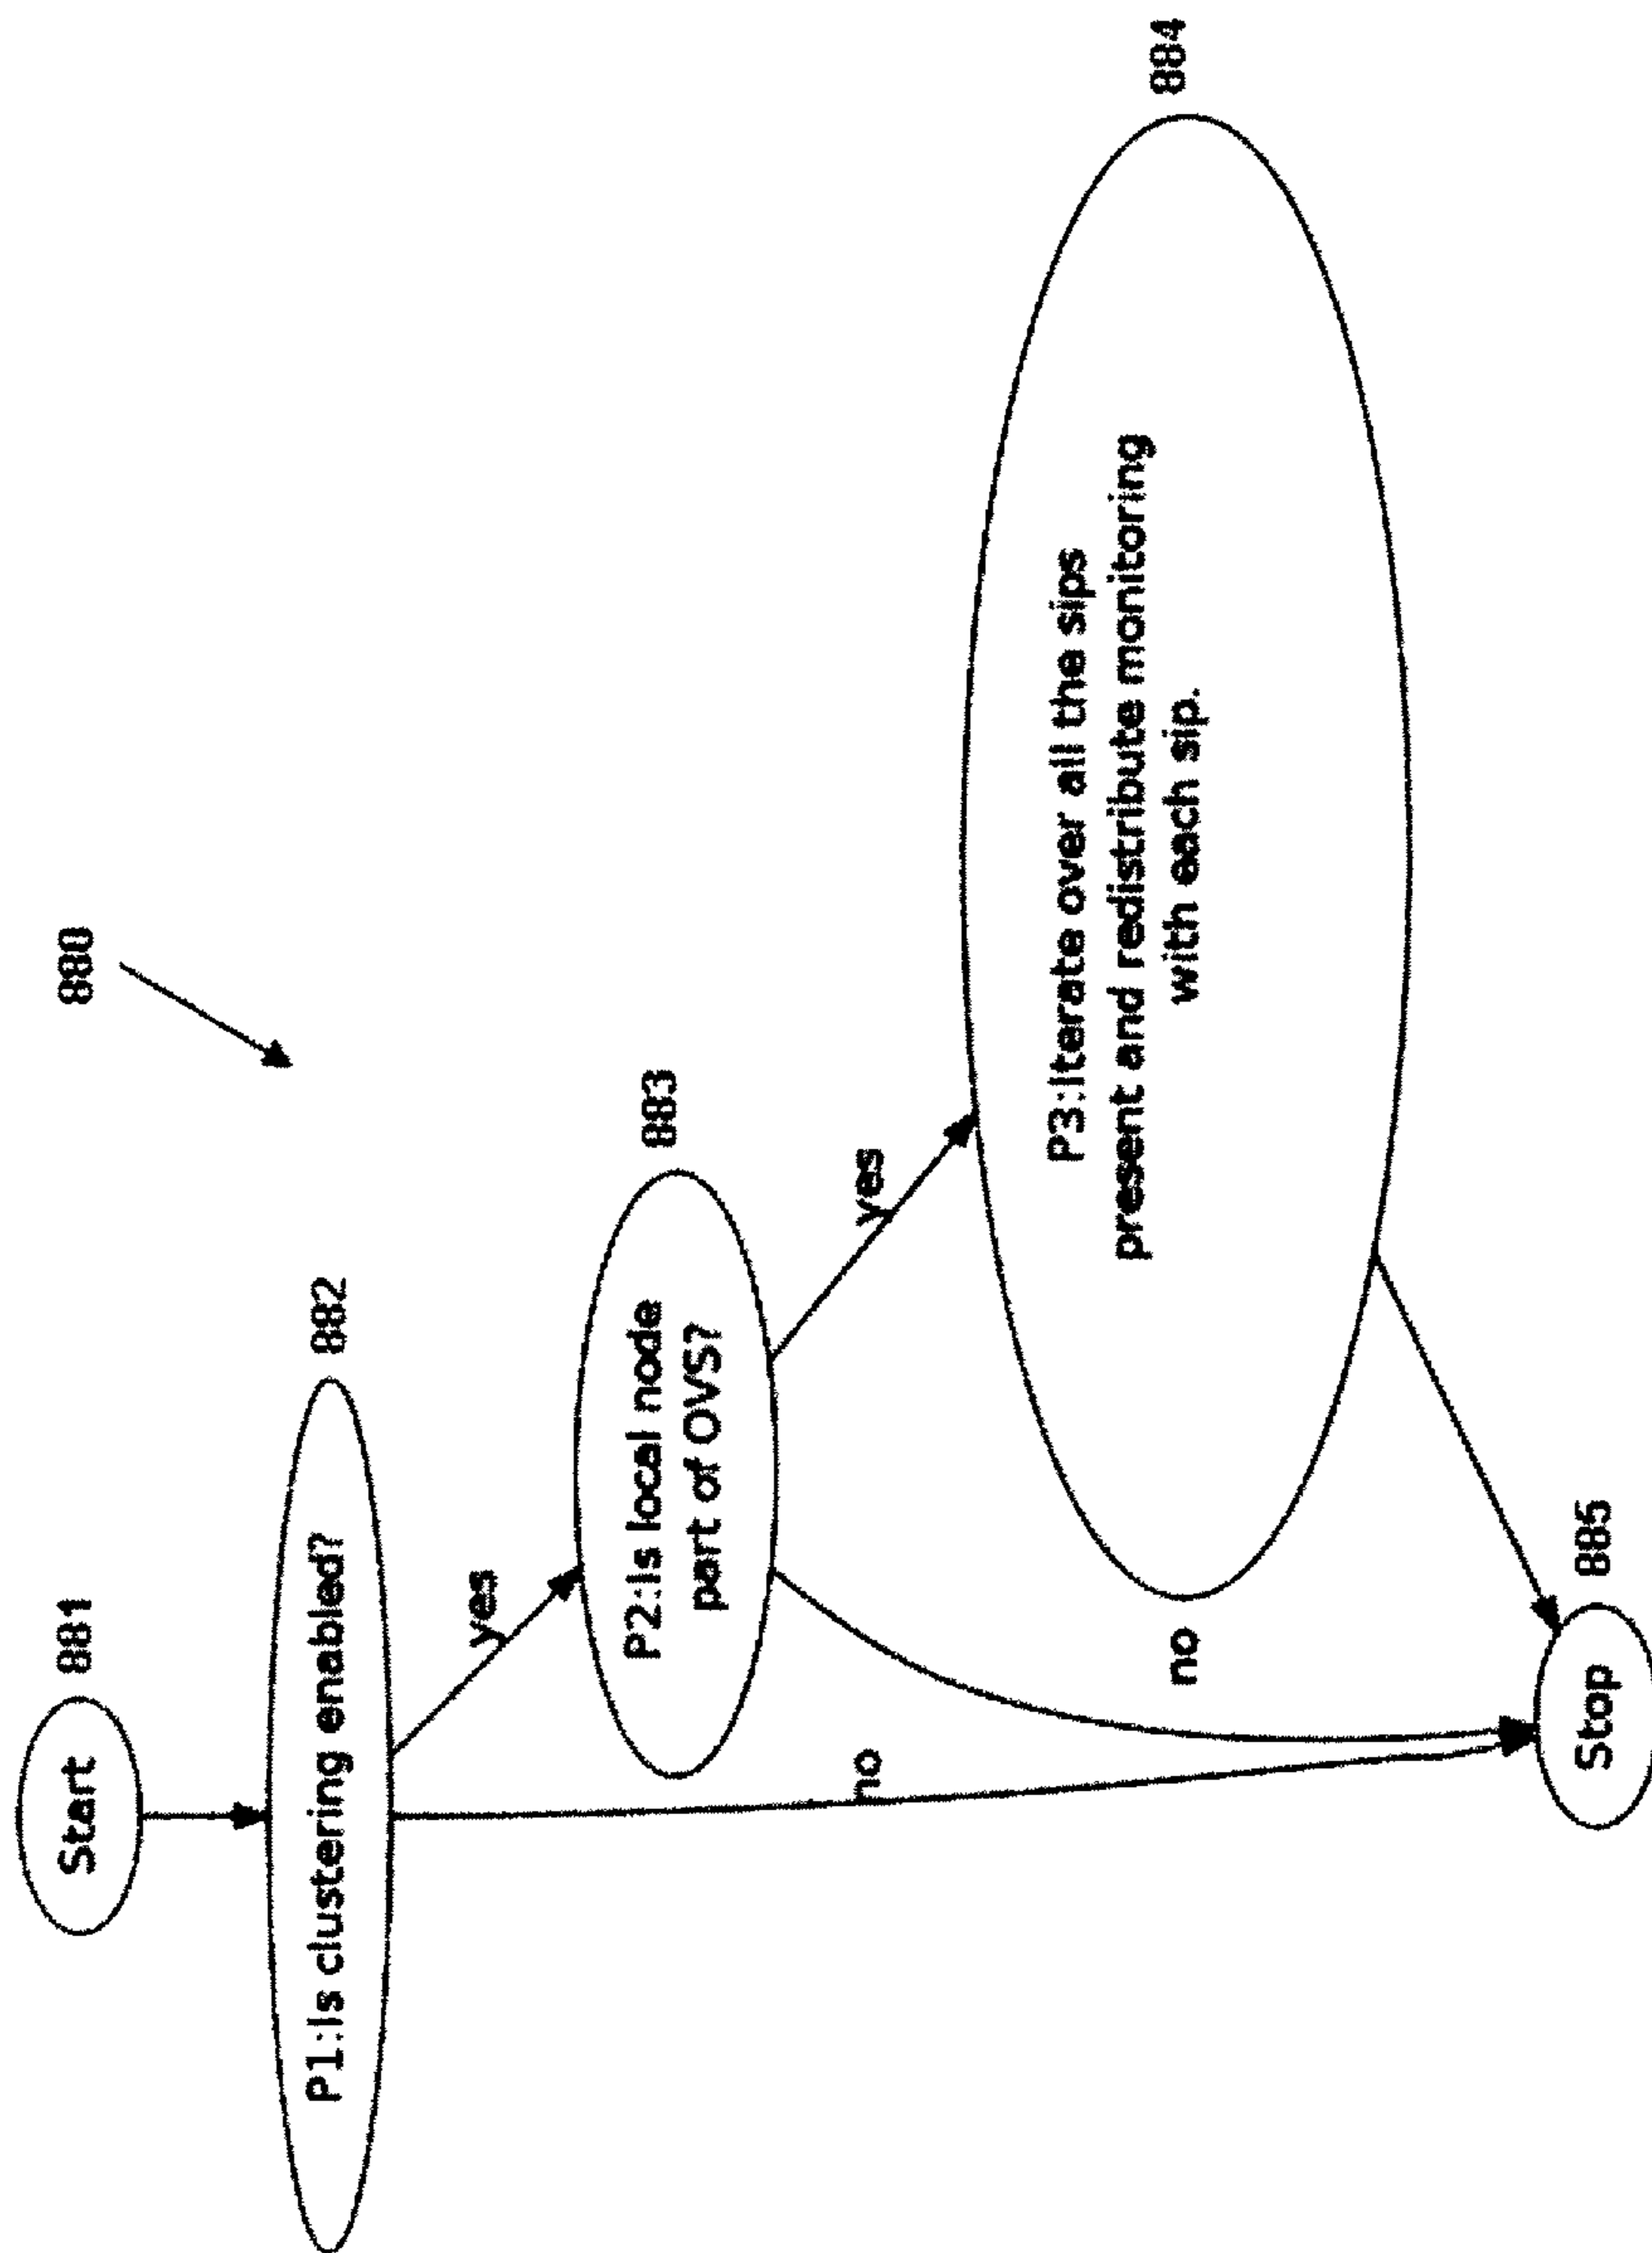 880
Start
881
P1:Is clustering enabled?
882
yes
P2:Is local node
part of OVS?
883
no
yes
P3:Iterate over all the sips
present and redistribute monitoring
with each sip.
884
no
Stop
885